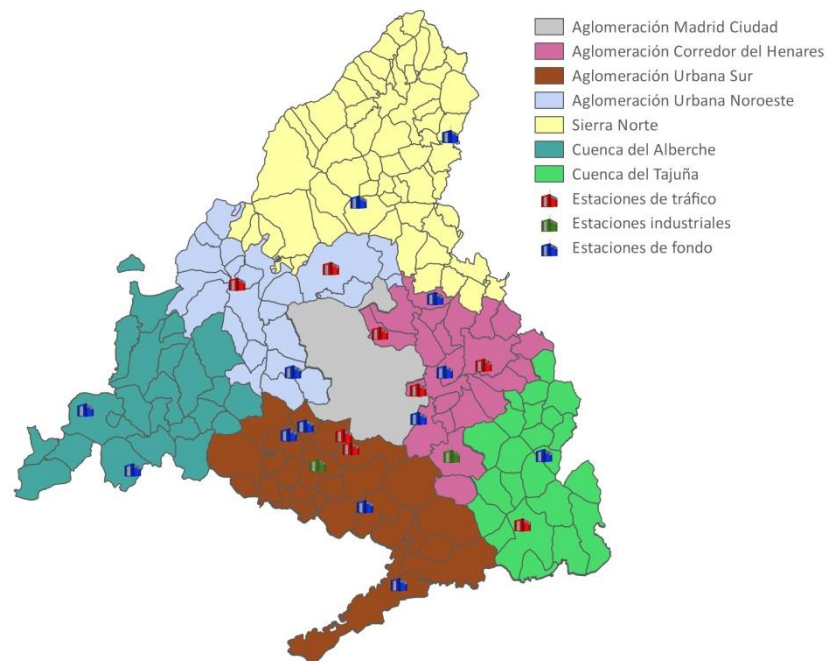 Aglomeración Madrid Ciudad
Aglomeración Corredor del Henares
Aglomeración Urbana Sur
Aglomeración Urbana Noroeste
Sierra Norte
Cuenca del Alberche
Cuenca del Tajuña
Estaciones de tráfico
Estaciones industriales
Estaciones de fondo